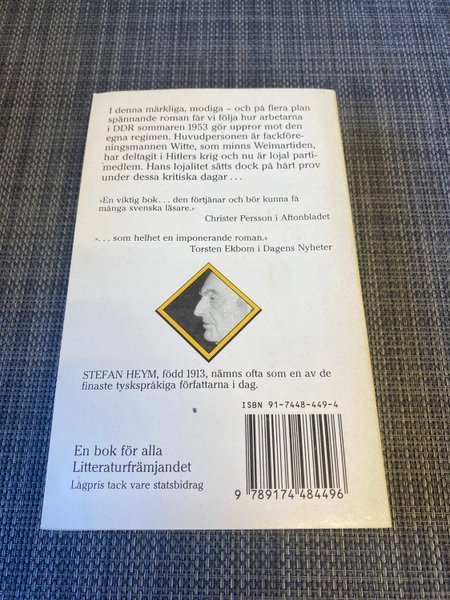 I denna märkliga, modiga – och på flera plan
spännande roman får vi följa hur arbetarna
i DDR sommaren 1953 gör uppror mot den
egna regimen. Huvudpersonen är fackföre-
ningsmannen Witte, som minns Weimartiden,
har deltagit i Hitlers krig och nu är lojal parti-
medlem. Hans lojalitet sätts dock på hårt prov
under dessa kritiska dagar . . .
»En viktig bok . . . den förtjänar och bör kunna få
många svenska läsare.»
Christer Persson i Aftonbladet
». . . som helhet en imponerande roman.»
Torsten Ekbom i Dagens Nyheter
STEFAN HEYM, född 1913, nämns ofta som en av de
finaste tyskspråkiga författarna i dag.
ISBN 91-7448-449-4
En bok för alla
Litteraturfrämjandet
Lågpris tack vare statsbidrag
9 789174 484496